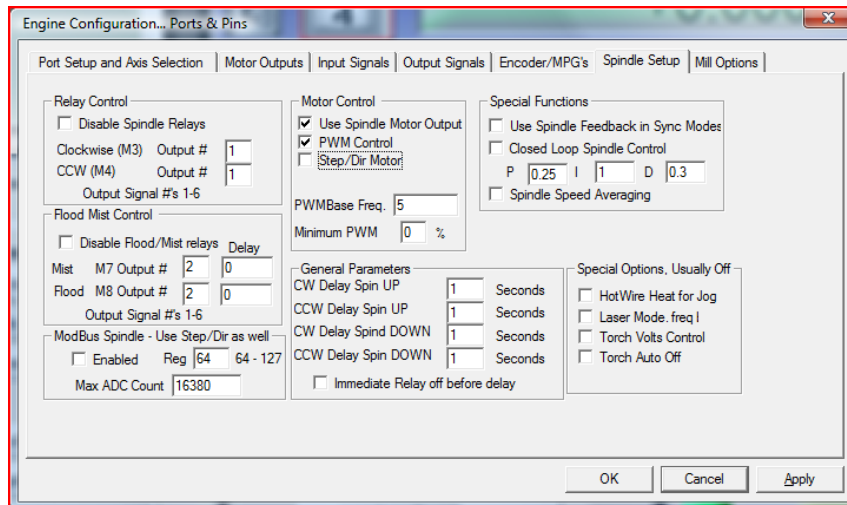 Engine Configuration... Ports & Pins
Port Setup and Axis Selection
Motor Outputs
Input Signals
Output Signals
Encoder/MPG's
Spindle Setup
Mill Options
Relay Control
Disable Spindle Relays
Clockwise (M3) Output # 1
CCW (M4) Output # 1
Output Signal #'s 1-6
Flood Mist Control
Disable Flood/Mist relays Delay
Mist M7 Output # 2 0
Flood M8 Output # 2 0
Output Signal #'s 1-6
ModBus Spindle - Use Step/Dir as well
Enabled Reg 64 64 - 127
Max ADC Count 16380
Motor Control
Use Spindle Motor Output
PWM Control
Step/Dir Motor
PWMBase Freq. 5
Minimum PWM 0 %
General Parameters
CW Delay Spin UP 1 Seconds
CCW Delay Spin UP 1 Seconds
CW Delay Spind DOWN 1 Seconds
CCW Delay Spin DOWN 1 Seconds
Immediate Relay off before delay
Special Functions
Use Spindle Feedback in Sync Modes
Closed Loop Spindle Control
P 0.25 I 1 D 0.3
Spindle Speed Averaging
Special Options, Usually Off
HotWire Heat for Jog
Laser Mode. freq I
Torch Volts Control
Torch Auto Off
OK
Cancel
Apply